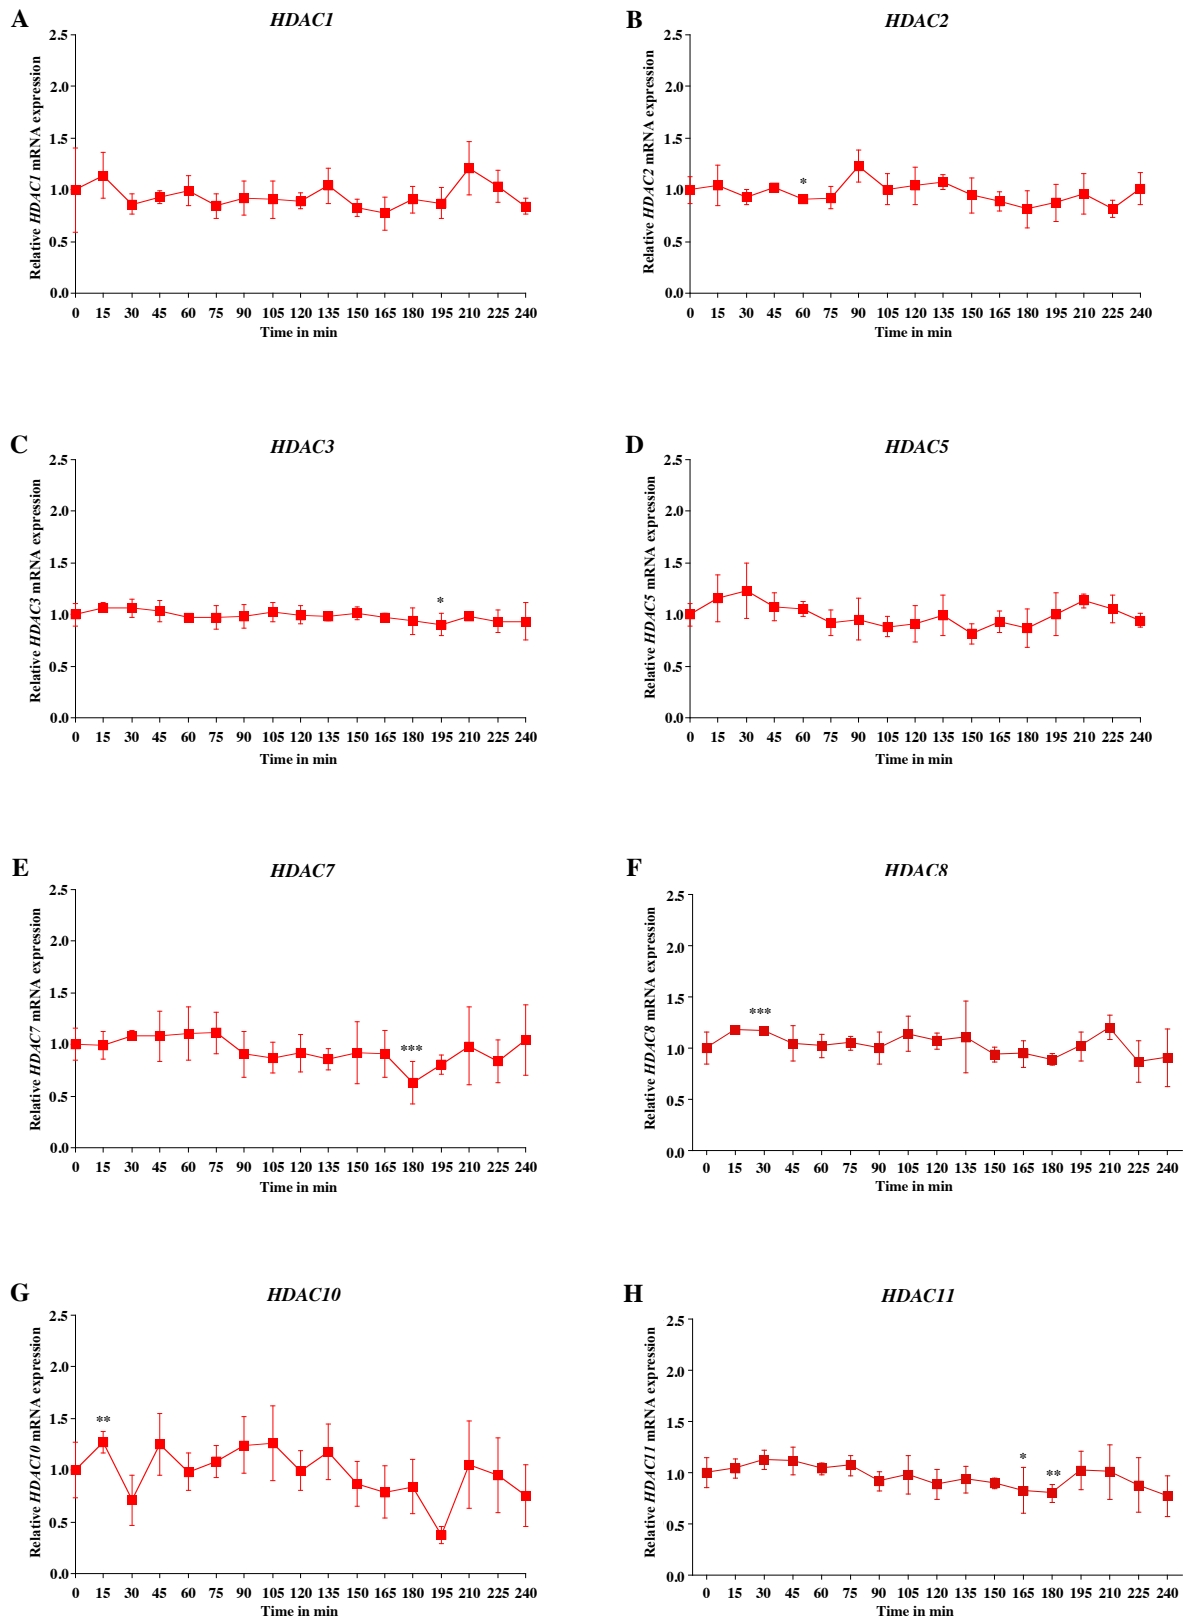 A
HDAC1
Relative HDAC1 mRNA expression
2.5
2.0
1.5
1.0
0.5
0.0
0 15 30 45 60 75 90 105 120 135 150 165 180 195 210 225 240
Time in min
B
HDAC2
Relative HDAC2 mRNA expression
2.5
2.0
1.5
1.0
0.5
0.0
*
0 15 30 45 60 75 90 105 120 135 150 165 180 195 210 225 240
Time in min
C
HDAC3
Relative HDAC3 mRNA expression
2.5
2.0
1.5
1.0
0.5
0.0
*
0 15 30 45 60 75 90 105 120 135 150 165 180 195 210 225 240
Time in min
D
HDAC5
Relative HDAC5 mRNA expression
2.5
2.0
1.5
1.0
0.5
0.0
0 15 30 45 60 75 90 105 120 135 150 165 180 195 210 225 240
Time in min
E
HDAC7
Relative HDAC7 mRNA expression
2.5
2.0
1.5
1.0
0.5
0.0
***
0 15 30 45 60 75 90 105 120 135 150 165 180 195 210 225 240
Time in min
F
HDAC8
Relative HDAC8 mRNA expression
2.5
2.0
1.5
1.0
0.5
0.0
***
0 15 30 45 60 75 90 105 120 135 150 165 180 195 210 225 240
Time in min
G
HDAC10
Relative HDAC10 mRNA expression
2.5
2.0
1.5
1.0
0.5
0.0
**
0 15 30 45 60 75 90 105 120 135 150 165 180 195 210 225 240
Time in min
H
HDAC11
Relative HDAC11 mRNA expression
2.5
2.0
1.5
1.0
0.5
0.0
*
**
0 15 30 45 60 75 90 105 120 135 150 165 180 195 210 225 240
Time in min